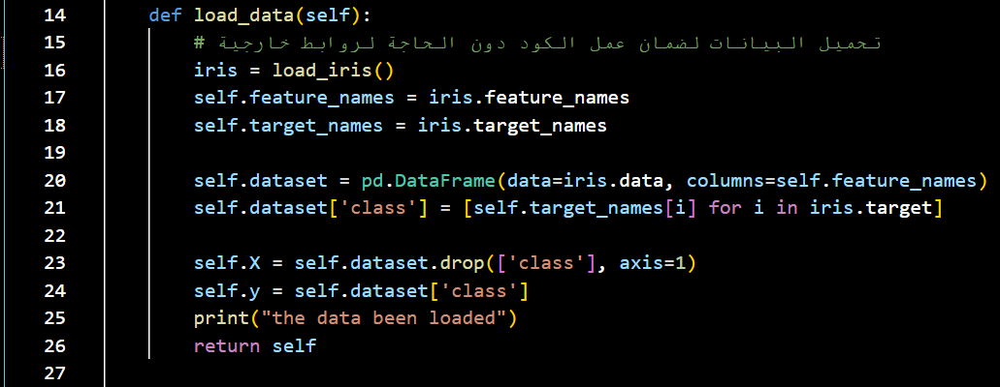 14 def load_data(self):
15 # تحميل البيانات لضمان عمل الكود دون الحاجة لروابط خارجية
16 iris = load_iris()
17 self.feature_names = iris.feature_names
18 self.target_names = iris.target_names
19
20 self.dataset = pd.DataFrame(data=iris.data, columns=self.feature_names)
21 self.dataset['class'] = [self.target_names[i] for i in iris.target]
22
23 self.X = self.dataset.drop(['class'], axis=1)
24 self.y = self.dataset['class']
25 print("the data been loaded")
26 return self
27